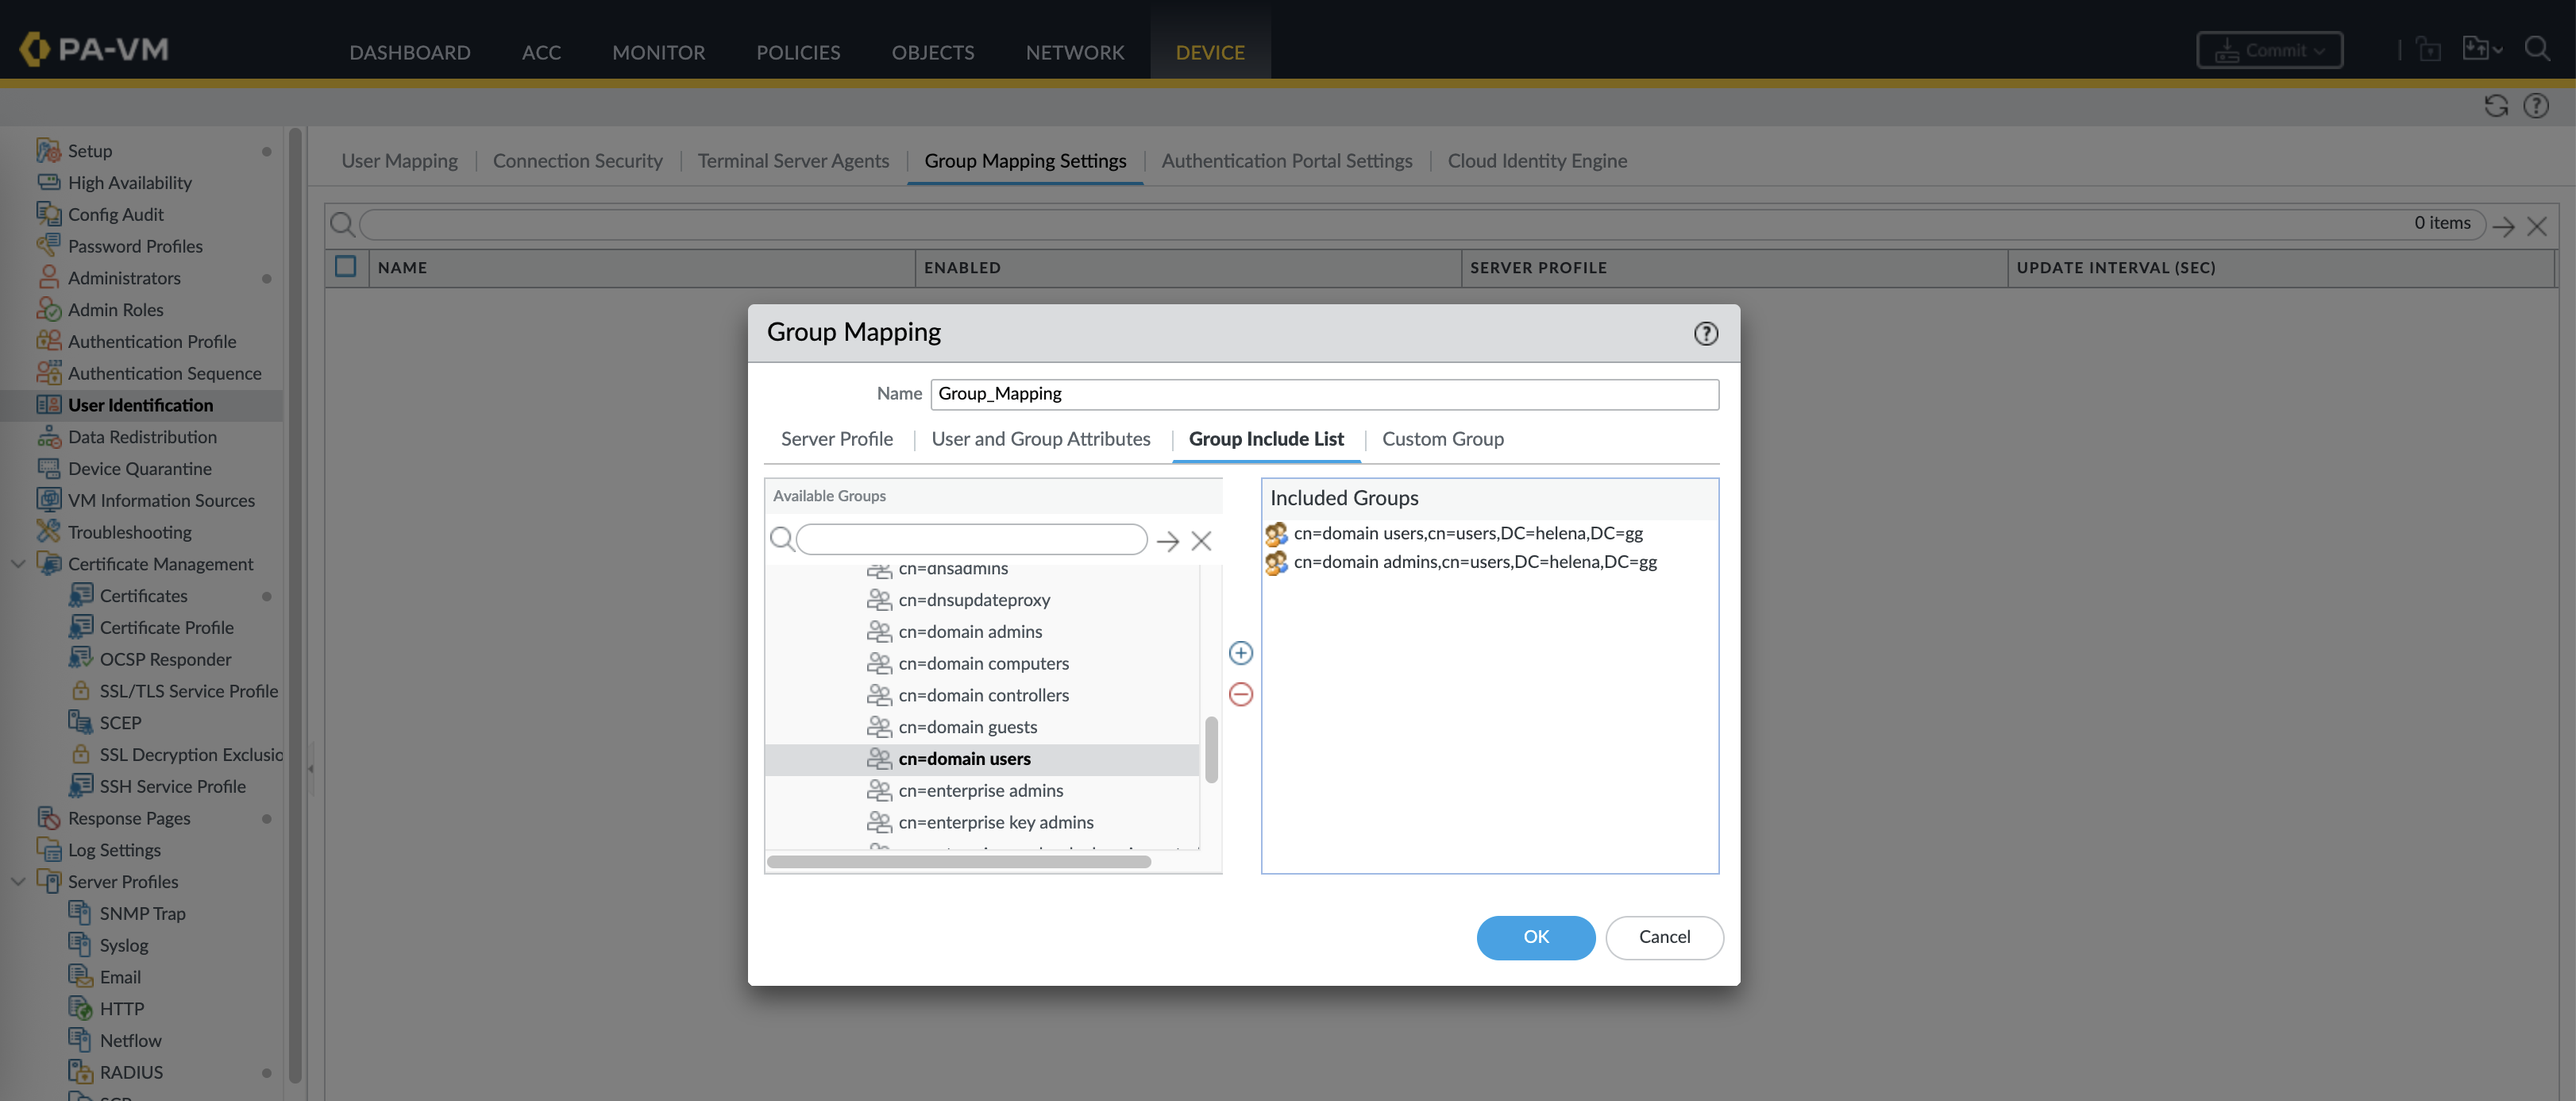 PA-VM
DASHBOARD ACC MONITOR POLICIES OBJECTS NETWORK DEVICE
Commit
Setup
High Availability
Config Audit
Password Profiles
Administrators
Admin Roles
Authentication Profile
Authentication Sequence
User Identification
Data Redistribution
Device Quarantine
VM Information Sources
Troubleshooting
Certificate Management
Certificates
Certificate Profile
OCSP Responder
SSL/TLS Service Profile
SCEP
SSL Decryption Exclusio
SSH Service Profile
Response Pages
Log Settings
Server Profiles
SNMP Trap
Syslog
Email
HTTP
Netflow
RADIUS
User Mapping Connection Security Terminal Server Agents Group Mapping Settings Authentication Portal Settings Cloud Identity Engine
0 items
NAME ENABLED SERVER PROFILE UPDATE INTERVAL (SEC)
Group Mapping
Name Group_Mapping
Server Profile User and Group Attributes Group Include List Custom Group
Available Groups
cn=dnsadmins
cn=dnsupdateproxy
cn=domain admins
cn=domain computers
cn=domain controllers
cn=domain guests
cn=domain users
cn=enterprise admins
cn=enterprise key admins
Included Groups
cn=domain users,cn=users,DC=helena,DC=gg
cn=domain admins,cn=users,DC=helena,DC=gg
OK Cancel